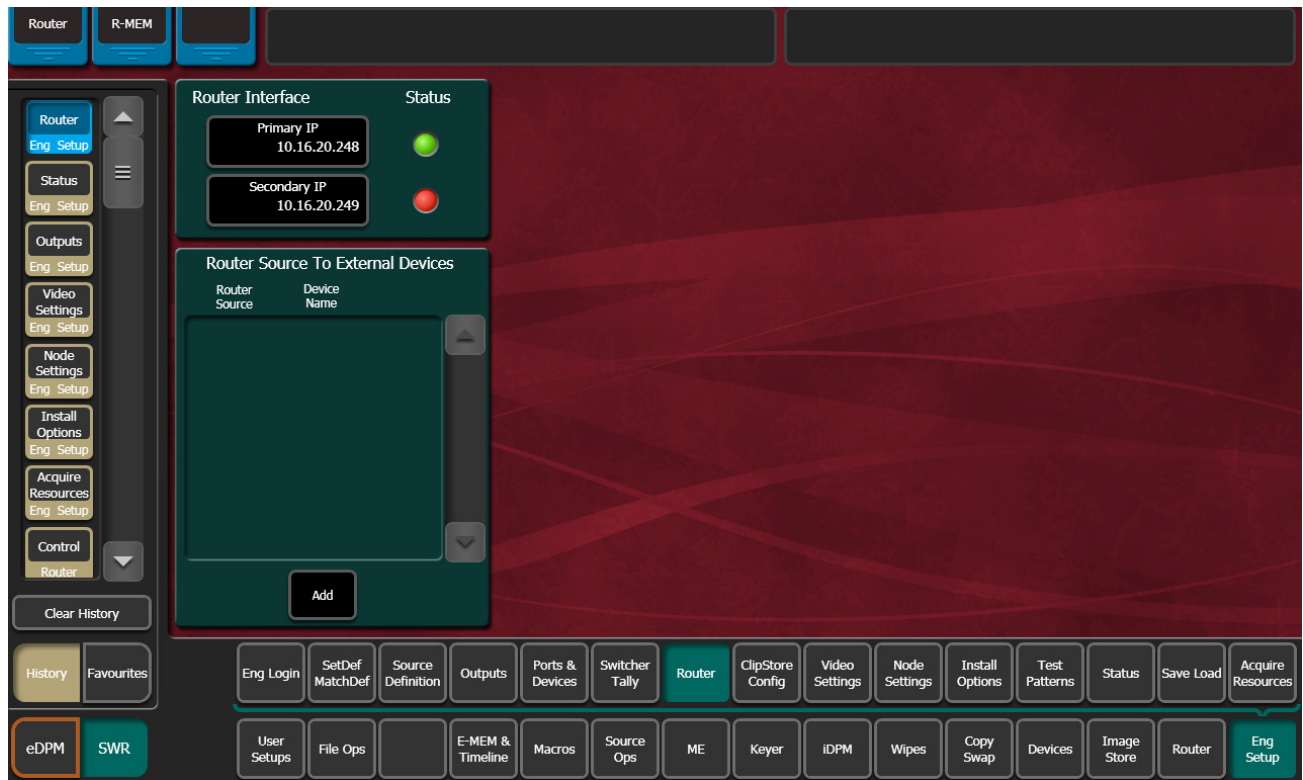 Router
R-MEM
Router
Eng Setup
Status
Eng Setup
Outputs
Eng Setup
Video
Settings
Eng Setup
Node
Settings
Eng Setup
Install
Options
Eng Setup
Acquire
Resources
Eng Setup
Control
Router
Clear History
History
Favourites
eDPM
SWR
Router Interface
Status
Primary IP
10.16.20.248
Secondary IP
10.16.20.249
Router Source To External Devices
Router
Source
Device
Name
Add
Eng Login
SetDef
MatchDef
Source
Definition
Outputs
Ports &
Devices
Switcher
Tally
Router
ClipStore
Config
Video
Settings
Node
Settings
Install
Options
Test
Patterns
Status
Save Load
Acquire
Resources
User
Setups
File Ops
E-MEM &
Timeline
Macros
Source
Ops
ME
Keyer
iDPM
Wipes
Copy
Swap
Devices
Image
Store
Router
Eng
Setup